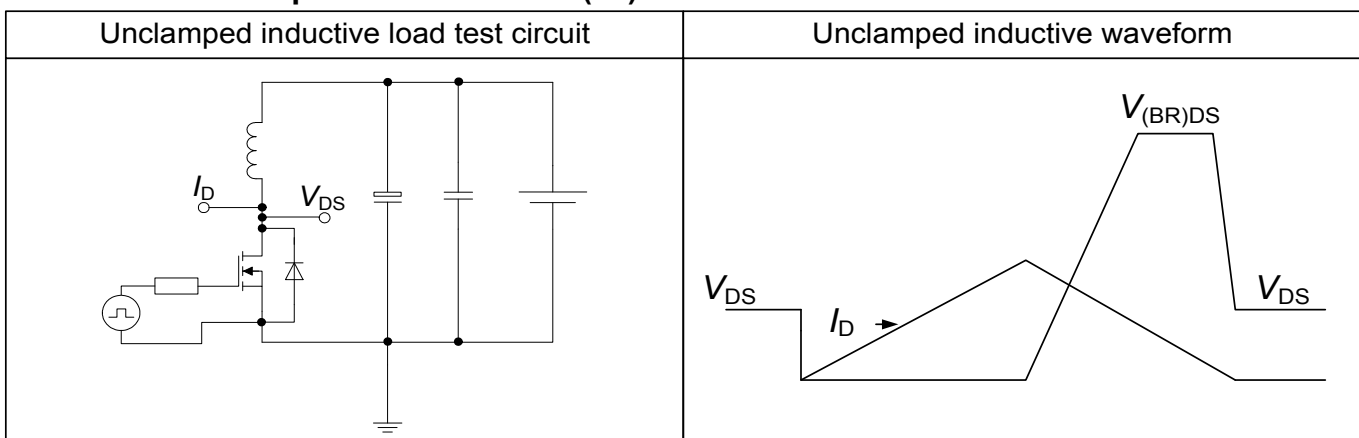 Unclamped inductive load test circuit
Unclamped inductive waveform
I_D
V_DS
V_(BR)DS
V_DS
I_D
V_DS